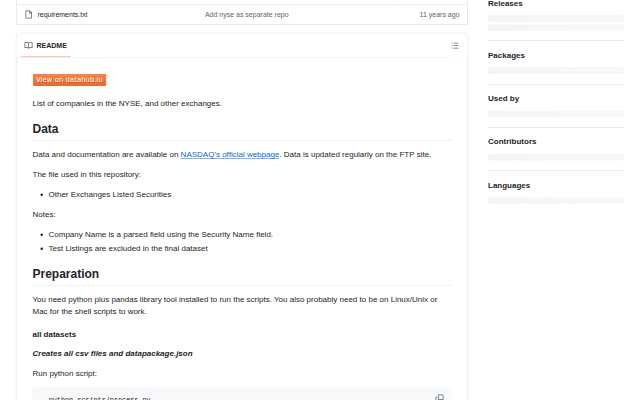 requirements.txt Add nyse as separate repo 11 years ago
Releases
README
Packages
View on datahub.io
Used by
List of companies in the NYSE, and other exchanges.
Data
Contributors
Data and documentation are available on NASDAQ's official webpage. Data is updated regularly on the FTP site.
The file used in this repository:
Languages
• Other Exchanges Listed Securities
Notes:
• Company Name is a parsed field using the Security Name field.
• Test Listings are excluded in the final dataset
Preparation
You need python plus pandas library tool installed to run the scripts. You also probably need to be on Linux/Unix or
Mac for the shell scripts to work.
all datasets
Creates all csv files and datapackage.json
Run python script:
python scripts/process.py